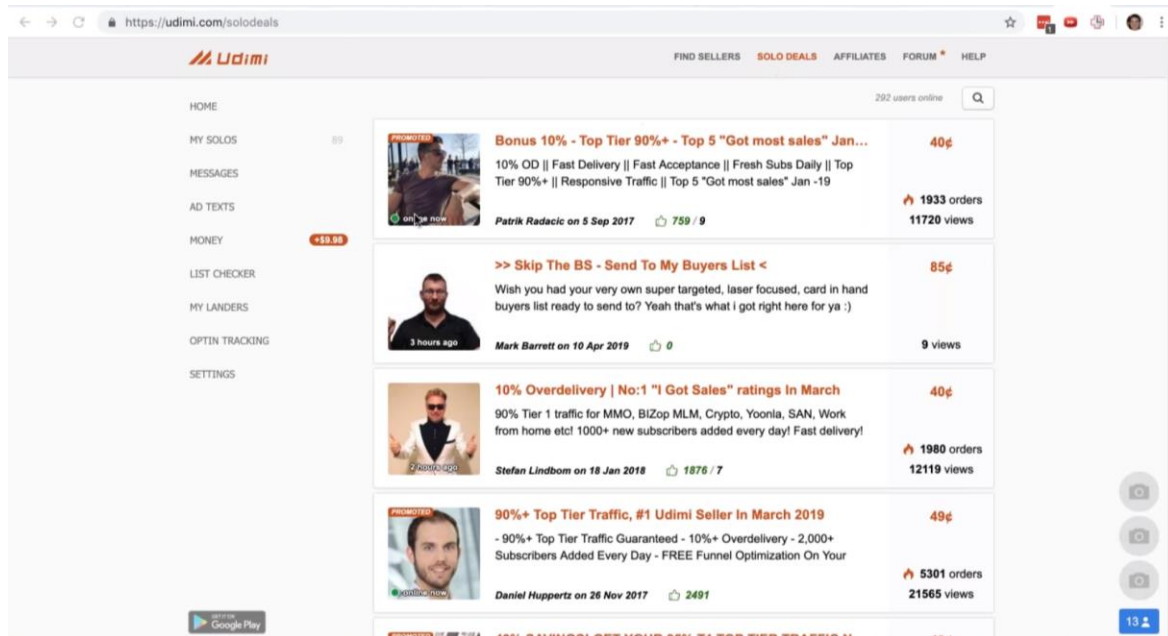 https://udimi.com/solodeals
1
Udimi
FIND SELLERS SOLO DEALS AFFILIATES FORUM * HELP
292 users online
HOME
MY SOLOS 89
MESSAGES
AD TEXTS
MONEY +$9.98
LIST CHECKER
MY LANDERS
OPTIN TRACKING
SETTINGS
GET IT ON
Google Play
PROMOTED
online now
Bonus 10% - Top Tier 90%+ - Top 5 "Got most sales" Jan...
10% OD || Fast Delivery || Fast Acceptance || Fresh Subs Daily || Top
Tier 90%+ || Responsive Traffic || Top 5 "Got most sales" Jan -19
Patrik Radacic on 5 Sep 2017 759 / 9
40¢
1933 orders
11720 views
3 hours ago
>> Skip The BS - Send To My Buyers List <
Wish you had your very own super targeted, laser focused, card in hand
buyers list ready to send to? Yeah that's what i got right here for ya :)
Mark Barrett on 10 Apr 2019 0
85¢
9 views
2 hours ago
10% Overdelivery | No:1 "I Got Sales" ratings In March
90% Tier 1 traffic for MMO, BIZop MLM, Crypto, Yoonla, SAN, Work
from home etc! 1000+ new subscribers added every day! Fast delivery!
Stefan Lindbom on 18 Jan 2018 1876 / 7
40¢
1980 orders
12119 views
PROMOTED
online now
90%+ Top Tier Traffic, #1 Udimi Seller In March 2019
- 90%+ Top Tier Traffic Guaranteed - 10%+ Overdelivery - 2,000+
Subscribers Added Every Day - FREE Funnel Optimization On Your
Daniel Huppertz on 26 Nov 2017 2491
49¢
5301 orders
21565 views
13